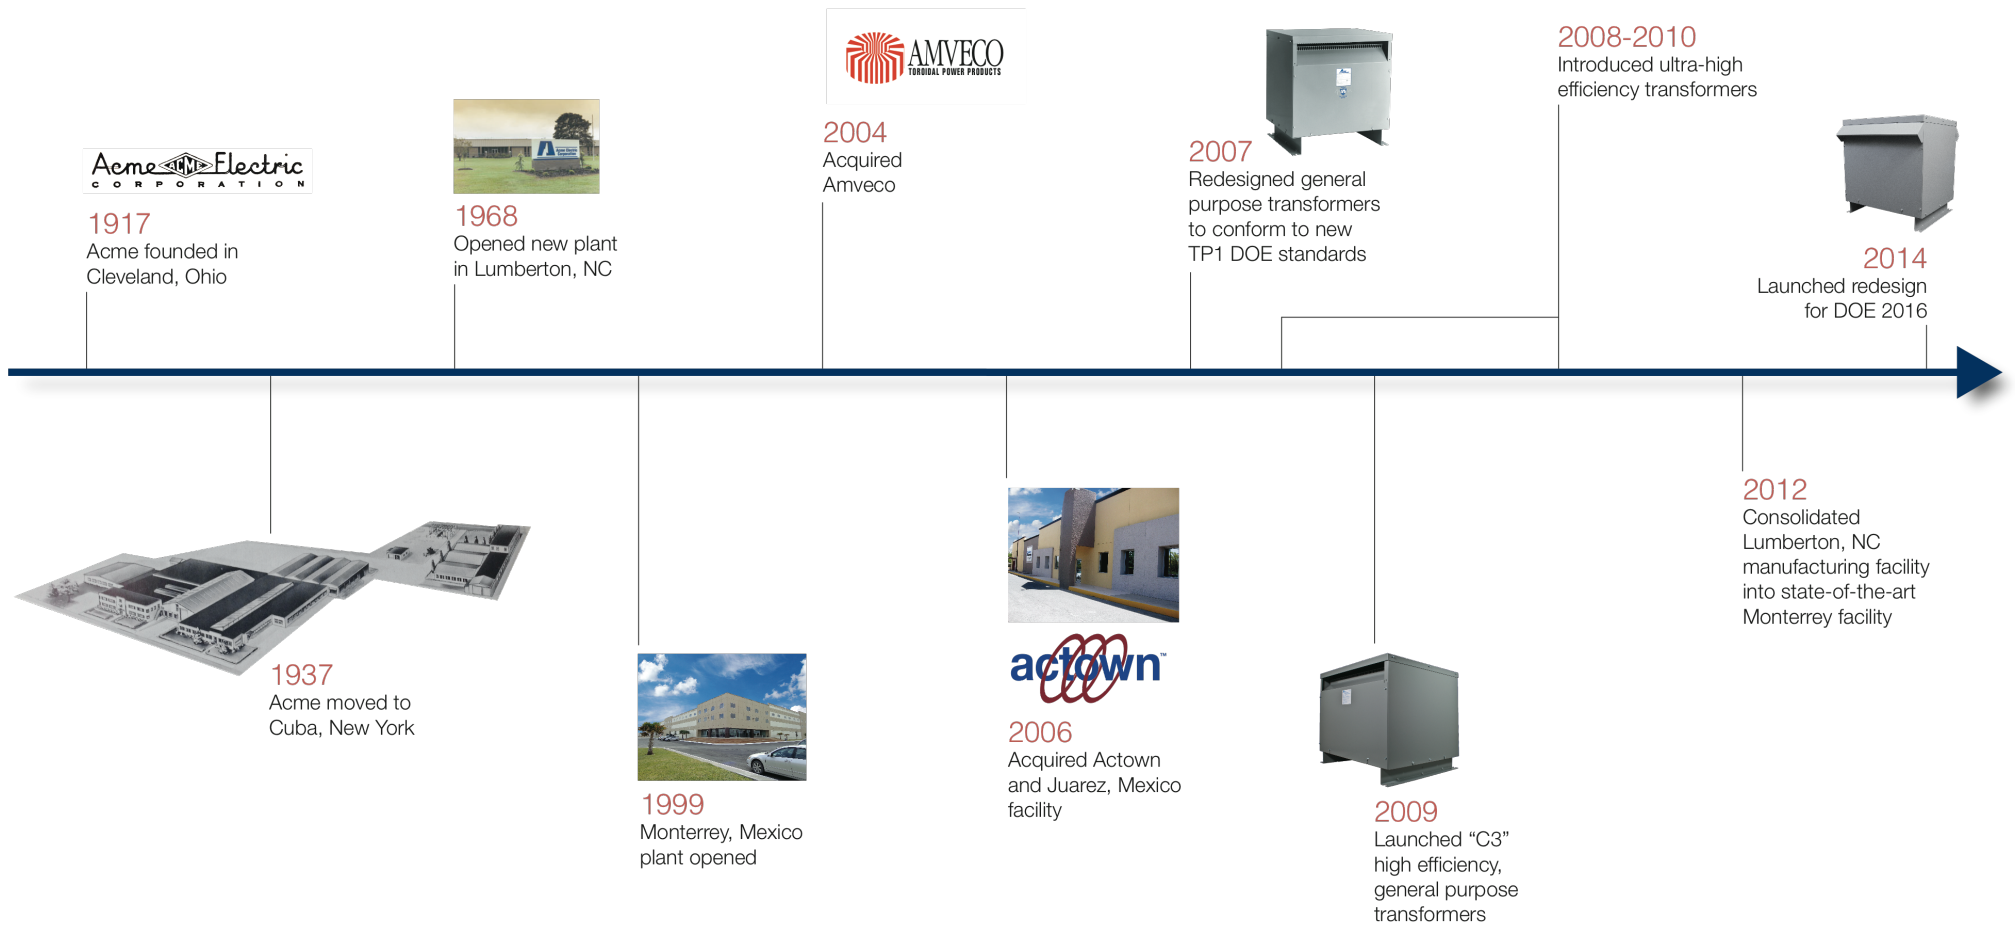 Acme ACME Electric
CORPORATION
1917
Acme founded in
Cleveland, Ohio
1937
Acme moved to
Cuba, New York
1968
Opened new plant
in Lumberton, NC
1999
Monterrey, Mexico
plant opened
AMVECO
TOROIDAL POWER PRODUCTS
2004
Acquired
Amveco
actown™
2006
Acquired Actown
and Juarez, Mexico
facility
2007
Redesigned general
purpose transformers
to conform to new
TP1 DOE standards
2008-2010
Introduced ultra-high
efficiency transformers
2009
Launched “C3”
high efficiency,
general purpose
transformers
2012
Consolidated
Lumberton, NC
manufacturing facility
into state-of-the-art
Monterrey facility
2014
Launched redesign
for DOE 2016